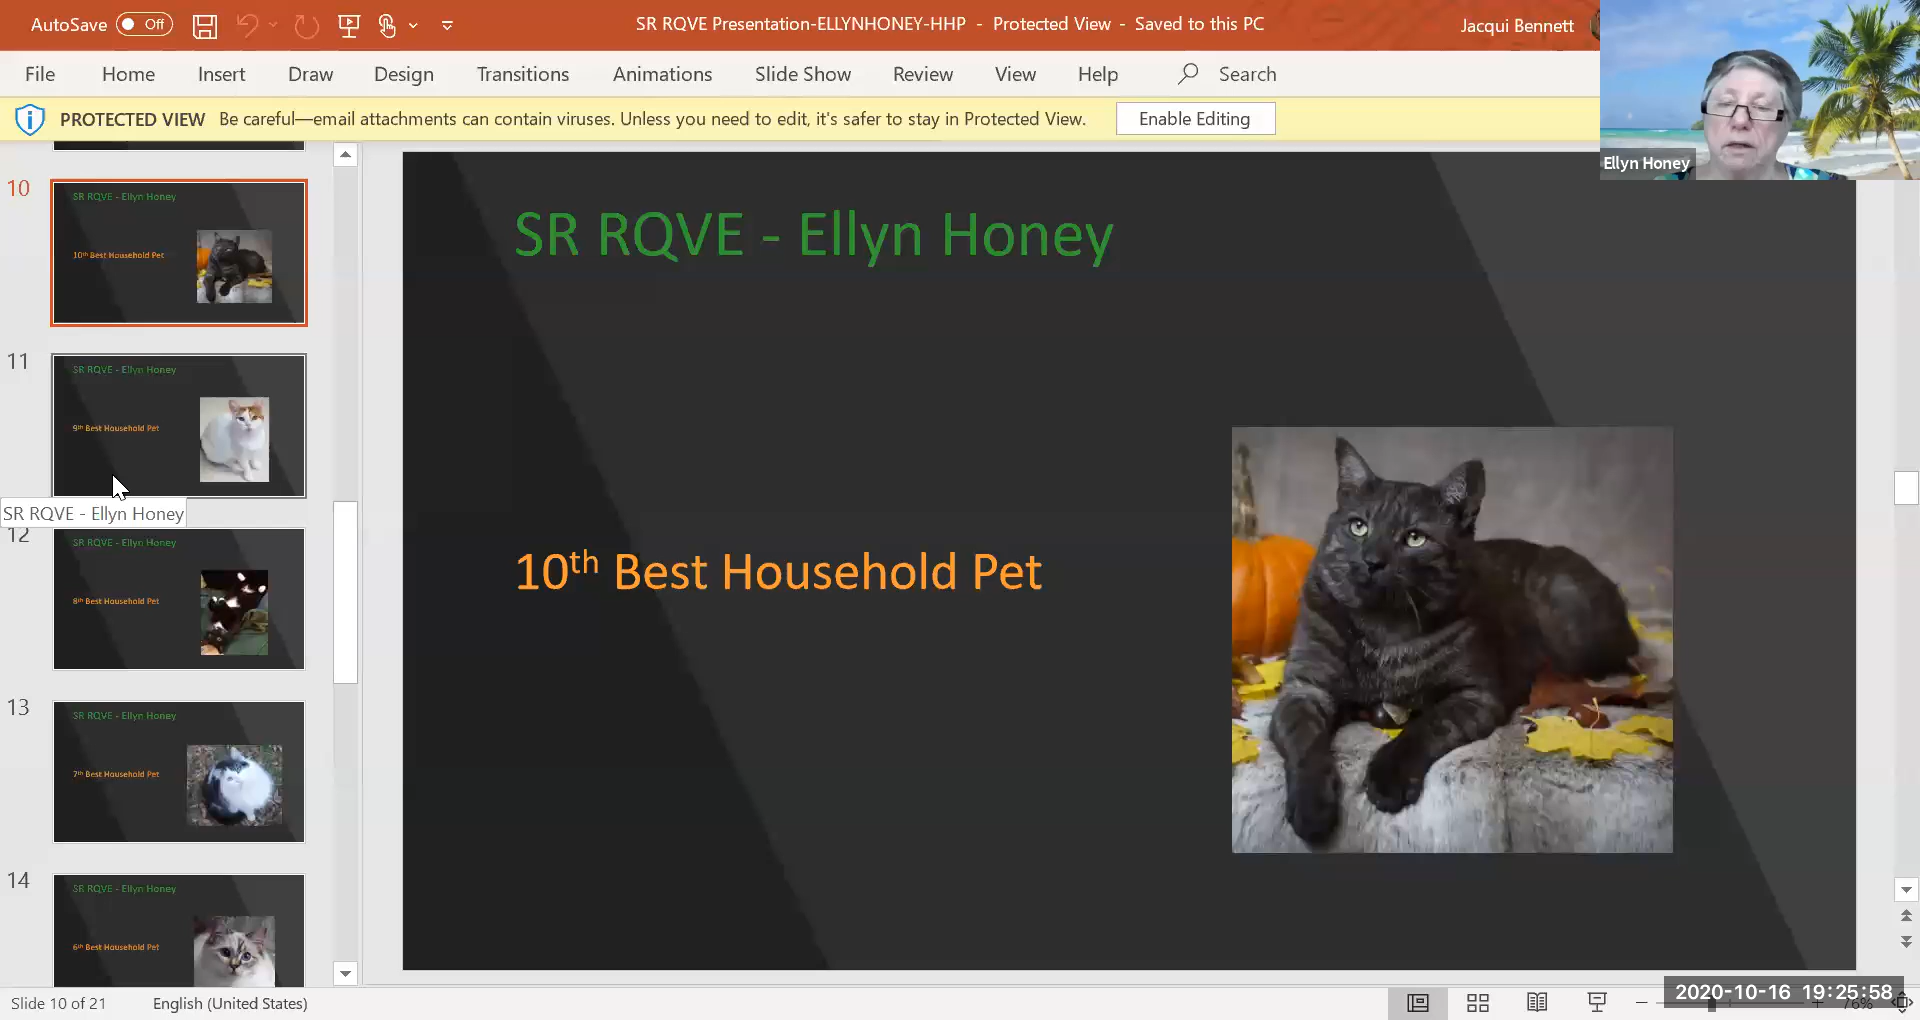 AutoSave Off
SR RQVE Presentation-ELLYNHONEY-HHP - Protected View - Saved to this PC
Jacqui Bennett
File Home Insert Draw Design Transitions Animations Slide Show Review View Help Search
PROTECTED VIEW Be careful—email attachments can contain viruses. Unless you need to edit, it's safer to stay in Protected View. Enable Editing
Ellyn Honey
10
SR RQVE - Ellyn Honey
10th Best Household Pet
11
SR RQVE - Ellyn Honey
9th Best Household Pet
SR RQVE - Ellyn Honey
12
SR RQVE - Ellyn Honey
8th Best Household Pet
13
SR RQVE - Ellyn Honey
7th Best Household Pet
14
SR RQVE - Ellyn Honey
6th Best Household Pet
SR RQVE - Ellyn Honey
10th Best Household Pet
Slide 10 of 21 English (United States)
2020-10-16 19:25:58
76%